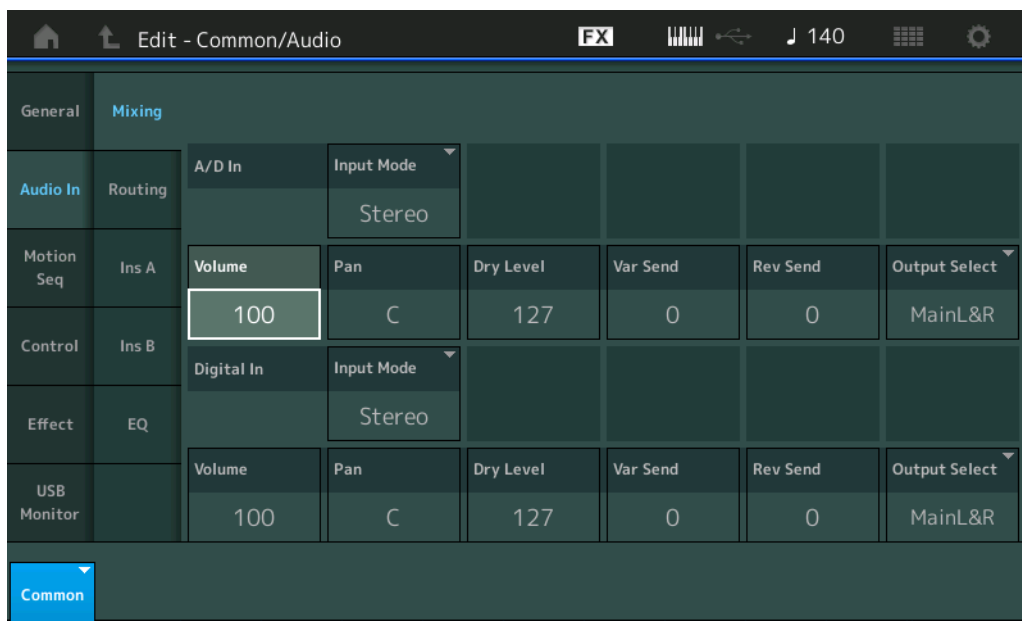 Edit - Common/Audio
FX
♩ 140
General
Mixing
A/D In
Input Mode
Audio In
Routing
Stereo
Motion
Seq
Ins A
Volume
Pan
Dry Level
Var Send
Rev Send
Output Select
100
C
127
0
0
MainL&R
Control
Ins B
Digital In
Input Mode
Stereo
Effect
EQ
Volume
Pan
Dry Level
Var Send
Rev Send
Output Select
USB
Monitor
100
C
127
0
0
MainL&R
Common